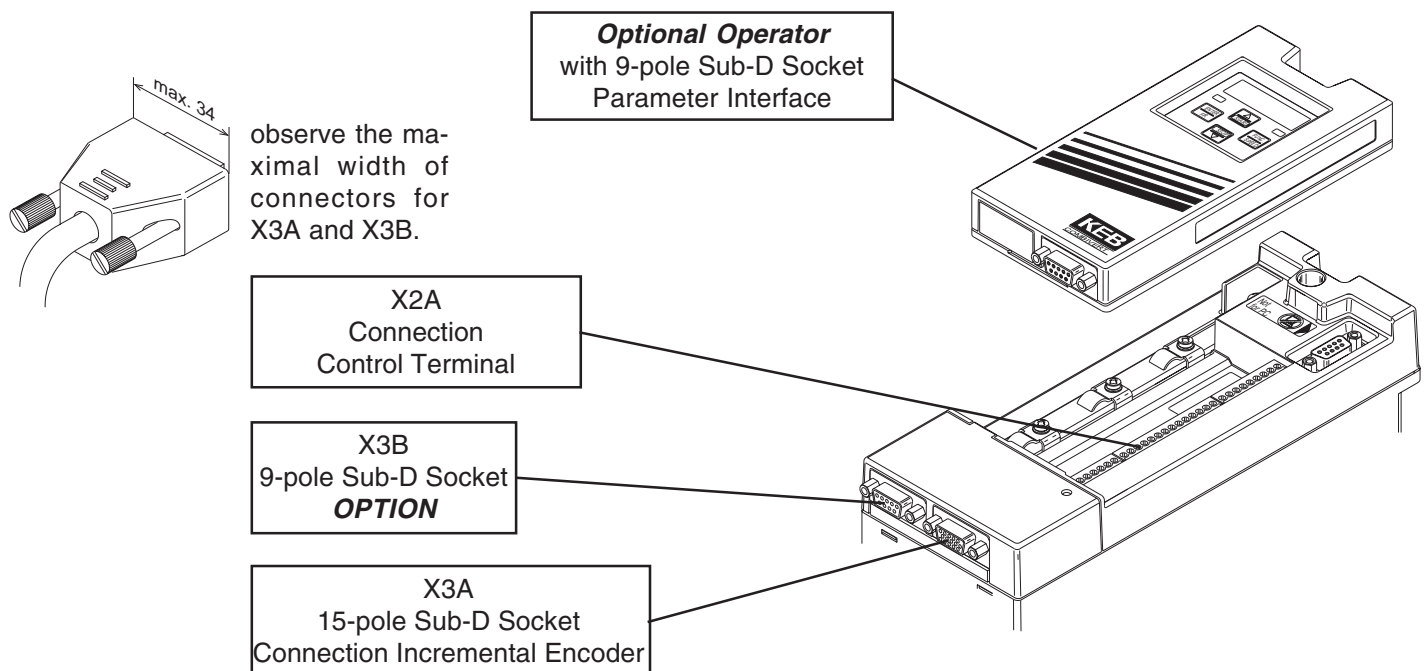 Optional Operator
with 9-pole Sub-D Socket
Parameter Interface
max. 34
observe the ma-
ximal width of
connectors for
X3A and X3B.
KEB
X2A
Connection
Control Terminal
X3B
9-pole Sub-D Socket
OPTION
X3A
15-pole Sub-D Socket
Connection Incremental Encoder